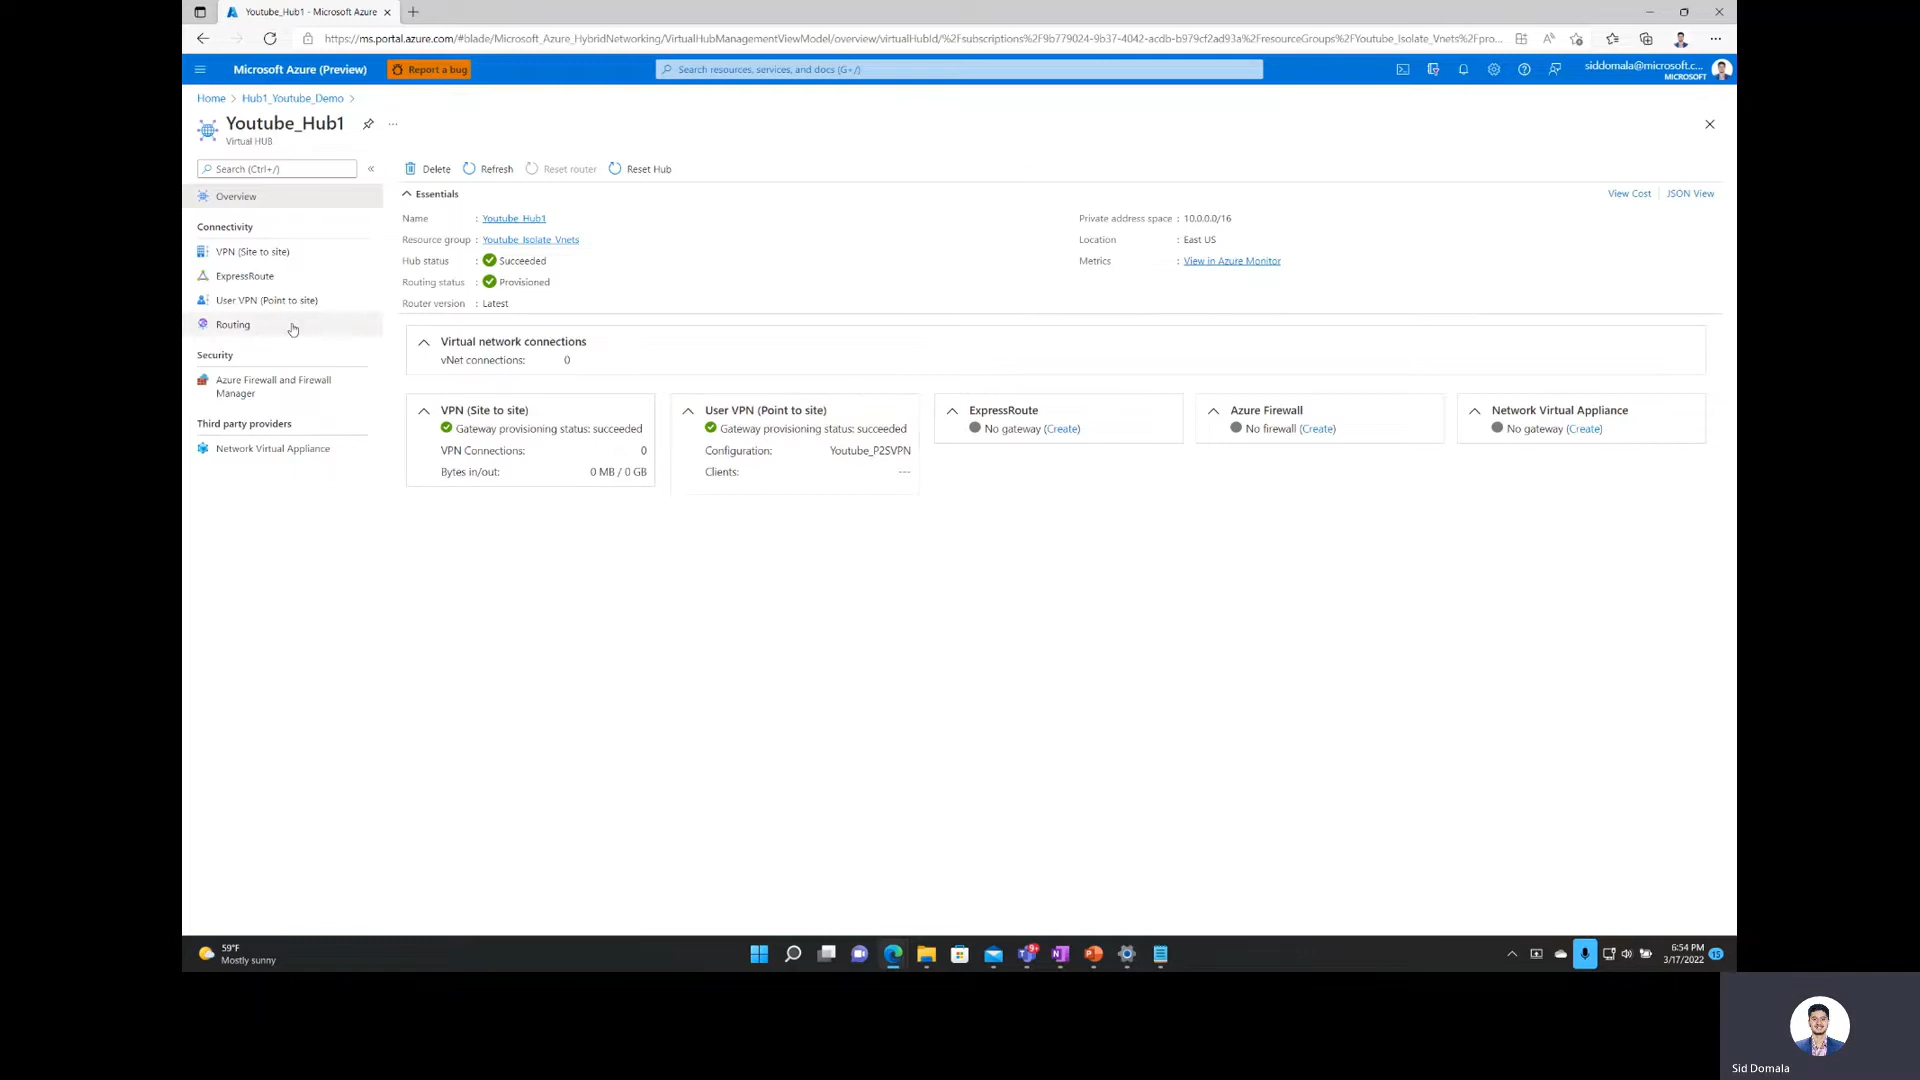 Youtube_Hub1 - Microsoft Azure
https://ms.portal.azure.com/#blade/Microsoft_Azure_HybridNetworking/VirtualHubManagementViewModel/overview/virtualHubId/%2Fsubscriptions%2F9b779024-9b37-4042-acdb-b979cf2ad93a%2FresourceGroups%2FYoutube_Isolate_Vnets%2Fpro...
Microsoft Azure (Preview)
Report a bug
Search resources, services, and docs (G+/)
siddomala@microsoft.c...
MICROSOFT
Home > Hub1_Youtube_Demo >
Youtube_Hub1
Virtual HUB
Search (Ctrl+/)
«
Delete
Refresh
Reset router
Reset Hub
Overview
Connectivity
VPN (Site to site)
ExpressRoute
User VPN (Point to site)
Routing
Security
Azure Firewall and Firewall
Manager
Third party providers
Network Virtual Appliance
Essentials
View Cost
JSON View
Name : Youtube_Hub1
Resource group : Youtube_Isolate_Vnets
Hub status : Succeeded
Routing status : Provisioned
Router version : Latest
Private address space : 10.0.0.0/16
Location : East US
Metrics : View in Azure Monitor
Virtual network connections
vNet connections: 0
VPN (Site to site)
Gateway provisioning status: succeeded
VPN Connections: 0
Bytes in/out: 0 MB / 0 GB
User VPN (Point to site)
Gateway provisioning status: succeeded
Configuration: Youtube_P2SVPN
Clients: ---
ExpressRoute
No gateway (Create)
Azure Firewall
No firewall (Create)
Network Virtual Appliance
No gateway (Create)
59°F
Mostly sunny
9+
6:54 PM
3/17/2022
15
Sid Domala